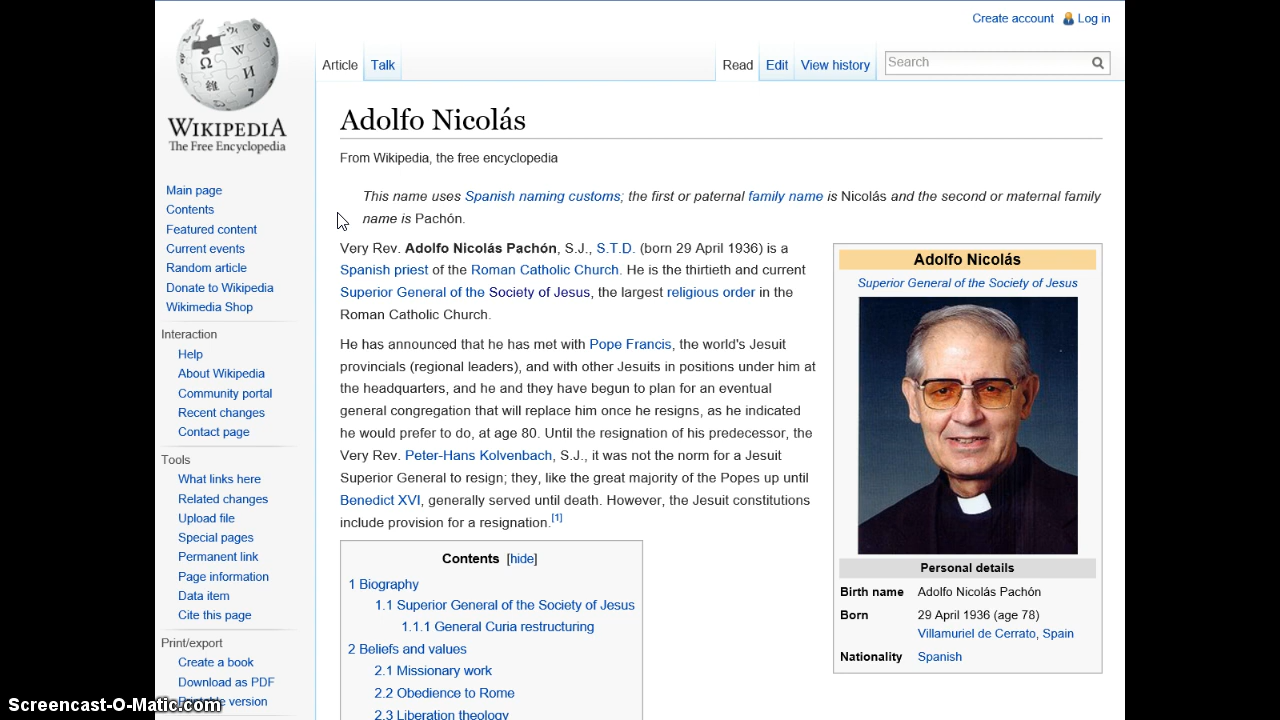 Create account Log in
Article Talk Read Edit View history Search
WIKIPEDIA
The Free Encyclopedia
Main page
Contents
Featured content
Current events
Random article
Donate to Wikipedia
Wikimedia Shop
Interaction
Help
About Wikipedia
Community portal
Recent changes
Contact page
Tools
What links here
Related changes
Upload file
Special pages
Permanent link
Page information
Data item
Cite this page
Print/export
Create a book
Download as PDF
Printable version
Adolfo Nicolás
From Wikipedia, the free encyclopedia
This name uses Spanish naming customs; the first or paternal family name is Nicolás and the second or maternal family
name is Pachón.
Very Rev. Adolfo Nicolás Pachón, S.J., S.T.D. (born 29 April 1936) is a
Spanish priest of the Roman Catholic Church. He is the thirtieth and current
Superior General of the Society of Jesus, the largest religious order in the
Roman Catholic Church.
He has announced that he has met with Pope Francis, the world's Jesuit
provincials (regional leaders), and with other Jesuits in positions under him at
the headquarters, and he and they have begun to plan for an eventual
general congregation that will replace him once he resigns, as he indicated
he would prefer to do, at age 80. Until the resignation of his predecessor, the
Very Rev. Peter-Hans Kolvenbach, S.J., it was not the norm for a Jesuit
Superior General to resign; they, like the great majority of the Popes up until
Benedict XVI, generally served until death. However, the Jesuit constitutions
include provision for a resignation.[1]
Contents [hide]
1 Biography
1.1 Superior General of the Society of Jesus
1.1.1 General Curia restructuring
2 Beliefs and values
2.1 Missionary work
2.2 Obedience to Rome
2.3 Liberation theology
Adolfo Nicolás
Superior General of the Society of Jesus
Personal details
Birth name Adolfo Nicolás Pachón
Born 29 April 1936 (age 78)
Villamuriel de Cerrato, Spain
Nationality Spanish
Screencast-O-Matic.com